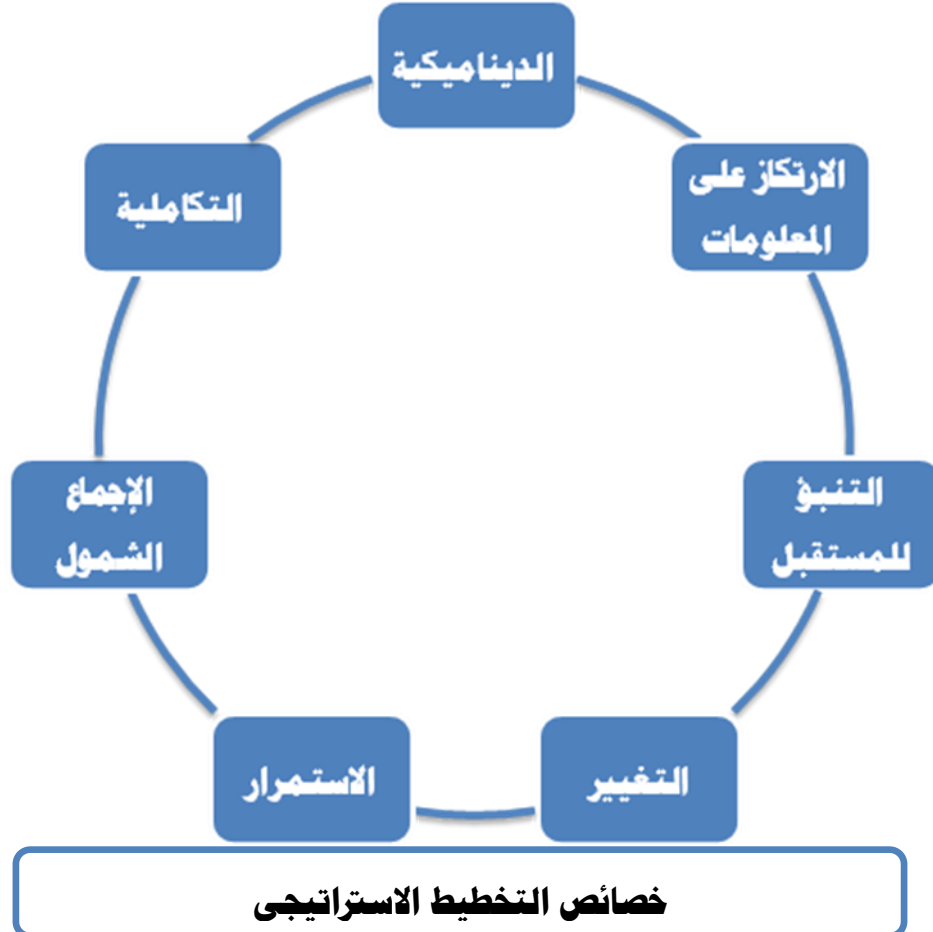 الديناميكية
الارتكاز على
المعلومات
التنبؤ
للمستقبل
التغيير
الاستمرار
الإجماع
الشمول
التكاملية
خصائص التخطيط الاستراتيجى